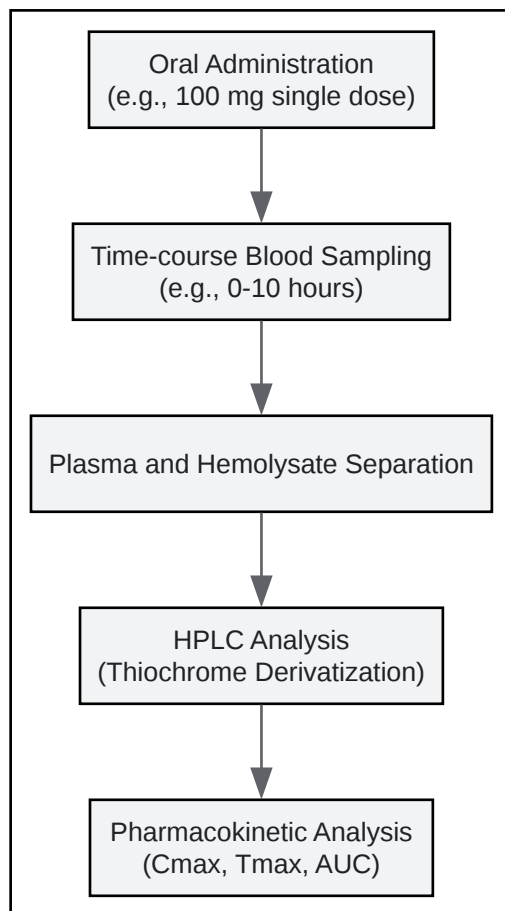 Oral Administration
(e.g., 100 mg single dose)
Time-course Blood Sampling
(e.g., 0-10 hours)
Plasma and Hemolysate Separation
HPLC Analysis
(Thiochrome Derivatization)
Pharmacokinetic Analysis
(Cmax, Tmax, AUC)